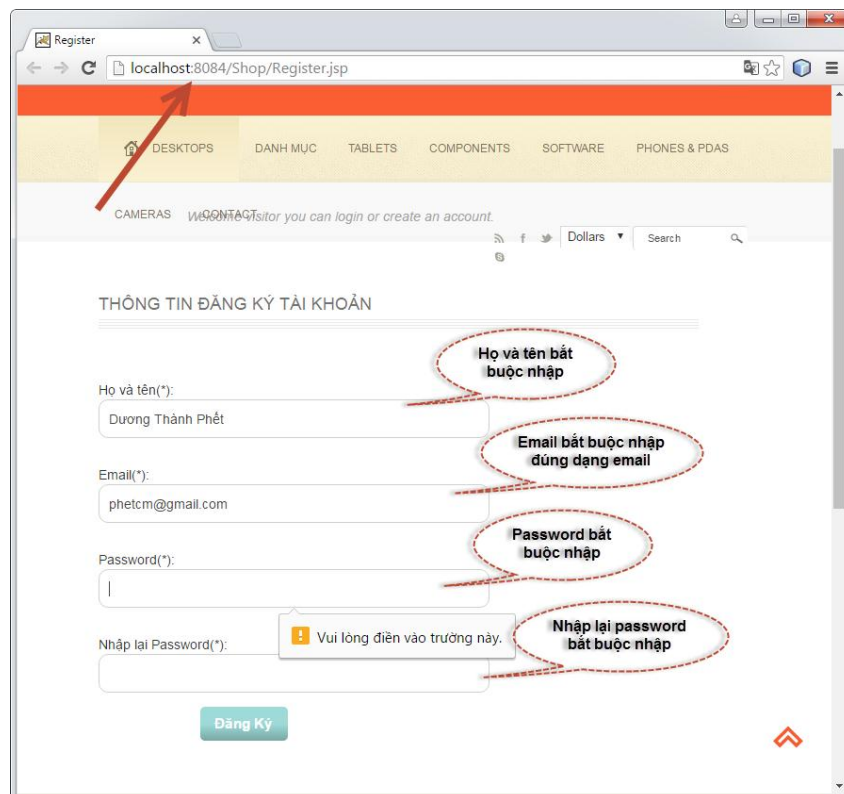 Register
localhost:8084/Shop/Register.jsp
DESKTOPS DANH MỤC TABLETS COMPONENTS SOFTWARE PHONES & PDAS
CAMERAS CONTACT
Welcome visitor you can login or create an account.
Dollars Search
THÔNG TIN ĐĂNG KÝ TÀI KHOẢN
Họ và tên bắt
buộc nhập
Họ và tên(*):
Dương Thành Phết
Email bắt buộc nhập
đúng dạng email
Email(*):
phetcm@gmail.com
Password bắt
buộc nhập
Password(*):
Vui lòng điền vào trường này.
Nhập lại password
bắt buộc nhập
Nhập lại Password(*):
Đăng Ký